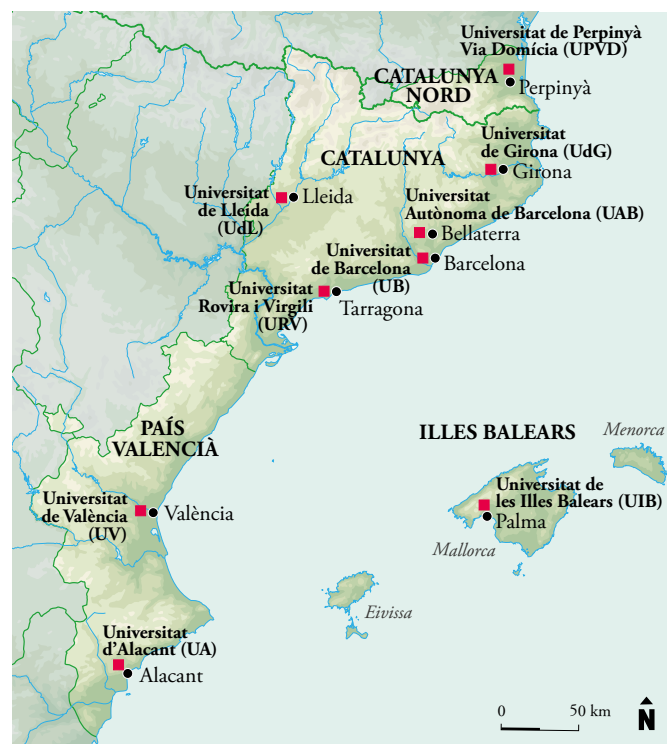 Universitat de Perpinyà
Via Domícia (UPVD)
CATALUNYA
NORD
Perpinyà
Universitat
de Girona (UdG)
CATALUNYA
Girona
Universitat
de Lleida
(UdL)
Lleida
Universitat
Autònoma de Barcelona (UAB)
Bellaterra
Universitat
de Barcelona
(UB)
Barcelona
Universitat
Rovira i Virgili
(URV)
Tarragona
PAÍS
VALENCIÀ
ILLES BALEARS
Menorca
Universitat de
les Illes Balears (UIB)
Palma
Mallorca
Universitat
de València
(UV)
València
Eivissa
Universitat
d'Alacant (UA)
Alacant
0 50 km
N